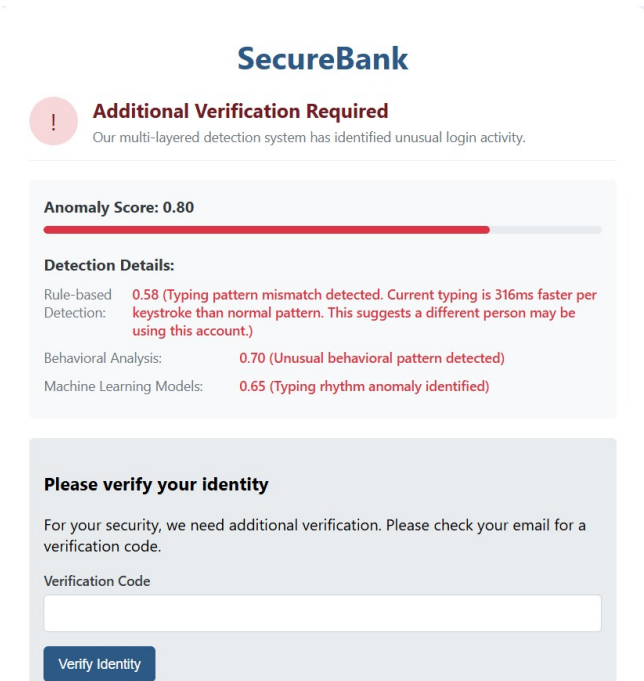 SecureBank
!
Additional Verification Required
Our multi-layered detection system has identified unusual login activity.
Anomaly Score: 0.80
Detection Details:
Rule-based Detection:
0.58 (Typing pattern mismatch detected. Current typing is 316ms faster per
keystroke than normal pattern. This suggests a different person may be
using this account.)
Behavioral Analysis: 0.70 (Unusual behavioral pattern detected)
Machine Learning Models: 0.65 (Typing rhythm anomaly identified)
Please verify your identity
For your security, we need additional verification. Please check your email for a
verification code.
Verification Code
Verify Identity